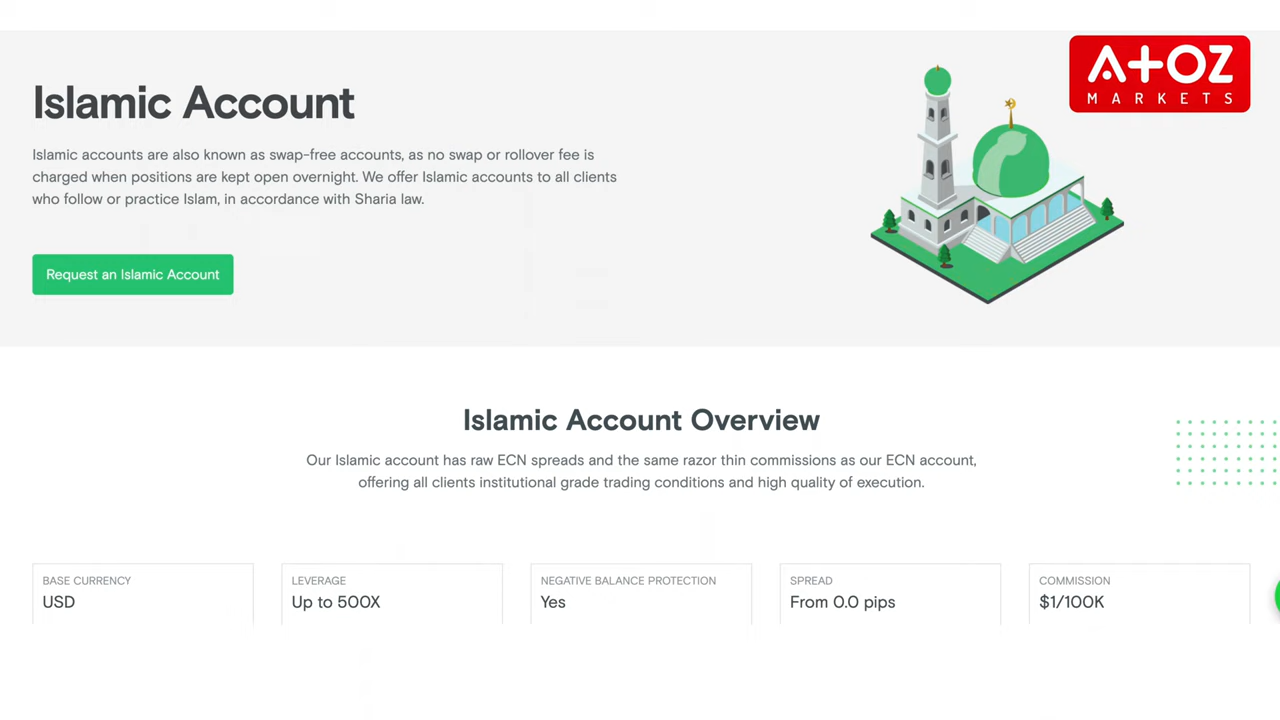 A+OZ
MARKETS
Islamic Account
Islamic accounts are also known as swap-free accounts, as no swap or rollover fee is
charged when positions are kept open overnight. We offer Islamic accounts to all clients
who follow or practice Islam, in accordance with Sharia law.
Request an Islamic Account
Islamic Account Overview
Our Islamic account has raw ECN spreads and the same razor thin commissions as our ECN account,
offering all clients institutional grade trading conditions and high quality of execution.
BASE CURRENCY
USD
LEVERAGE
Up to 500X
NEGATIVE BALANCE PROTECTION
Yes
SPREAD
From 0.0 pips
COMMISSION
$1/100K